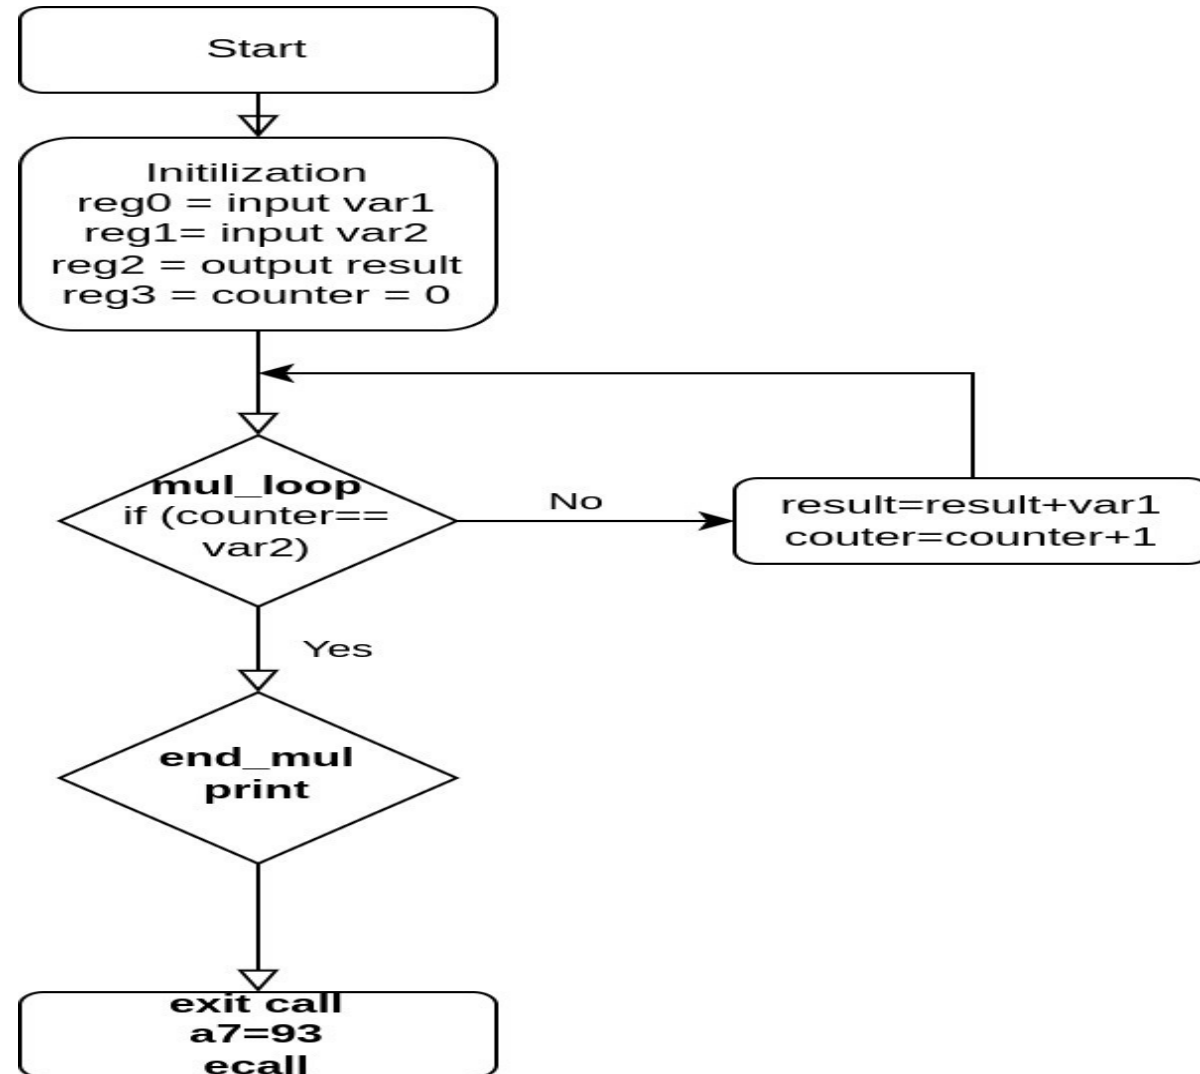 Start
Initilization
reg0 = input var1
reg1= input var2
reg2 = output result
reg3 = counter = 0
mul_loop
if (counter==
var2)
No
result=result+var1
couter=counter+1
Yes
end_mul
print
exit call
a7=93
ecall